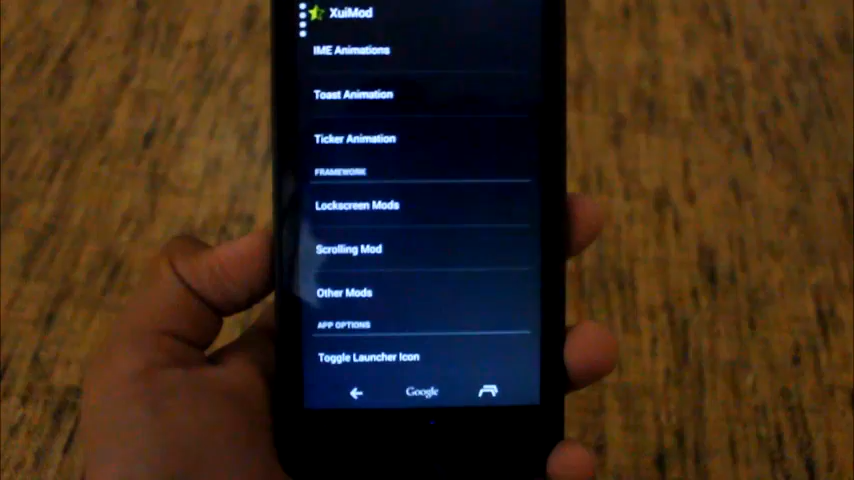 XuiMod
IME Animations
Toast Animation
Ticker Animation
FRAMEWORK
Lockscreen Mods
Scrolling Mod
Other Mods
APP OPTIONS
Toggle Launcher Icon
Google